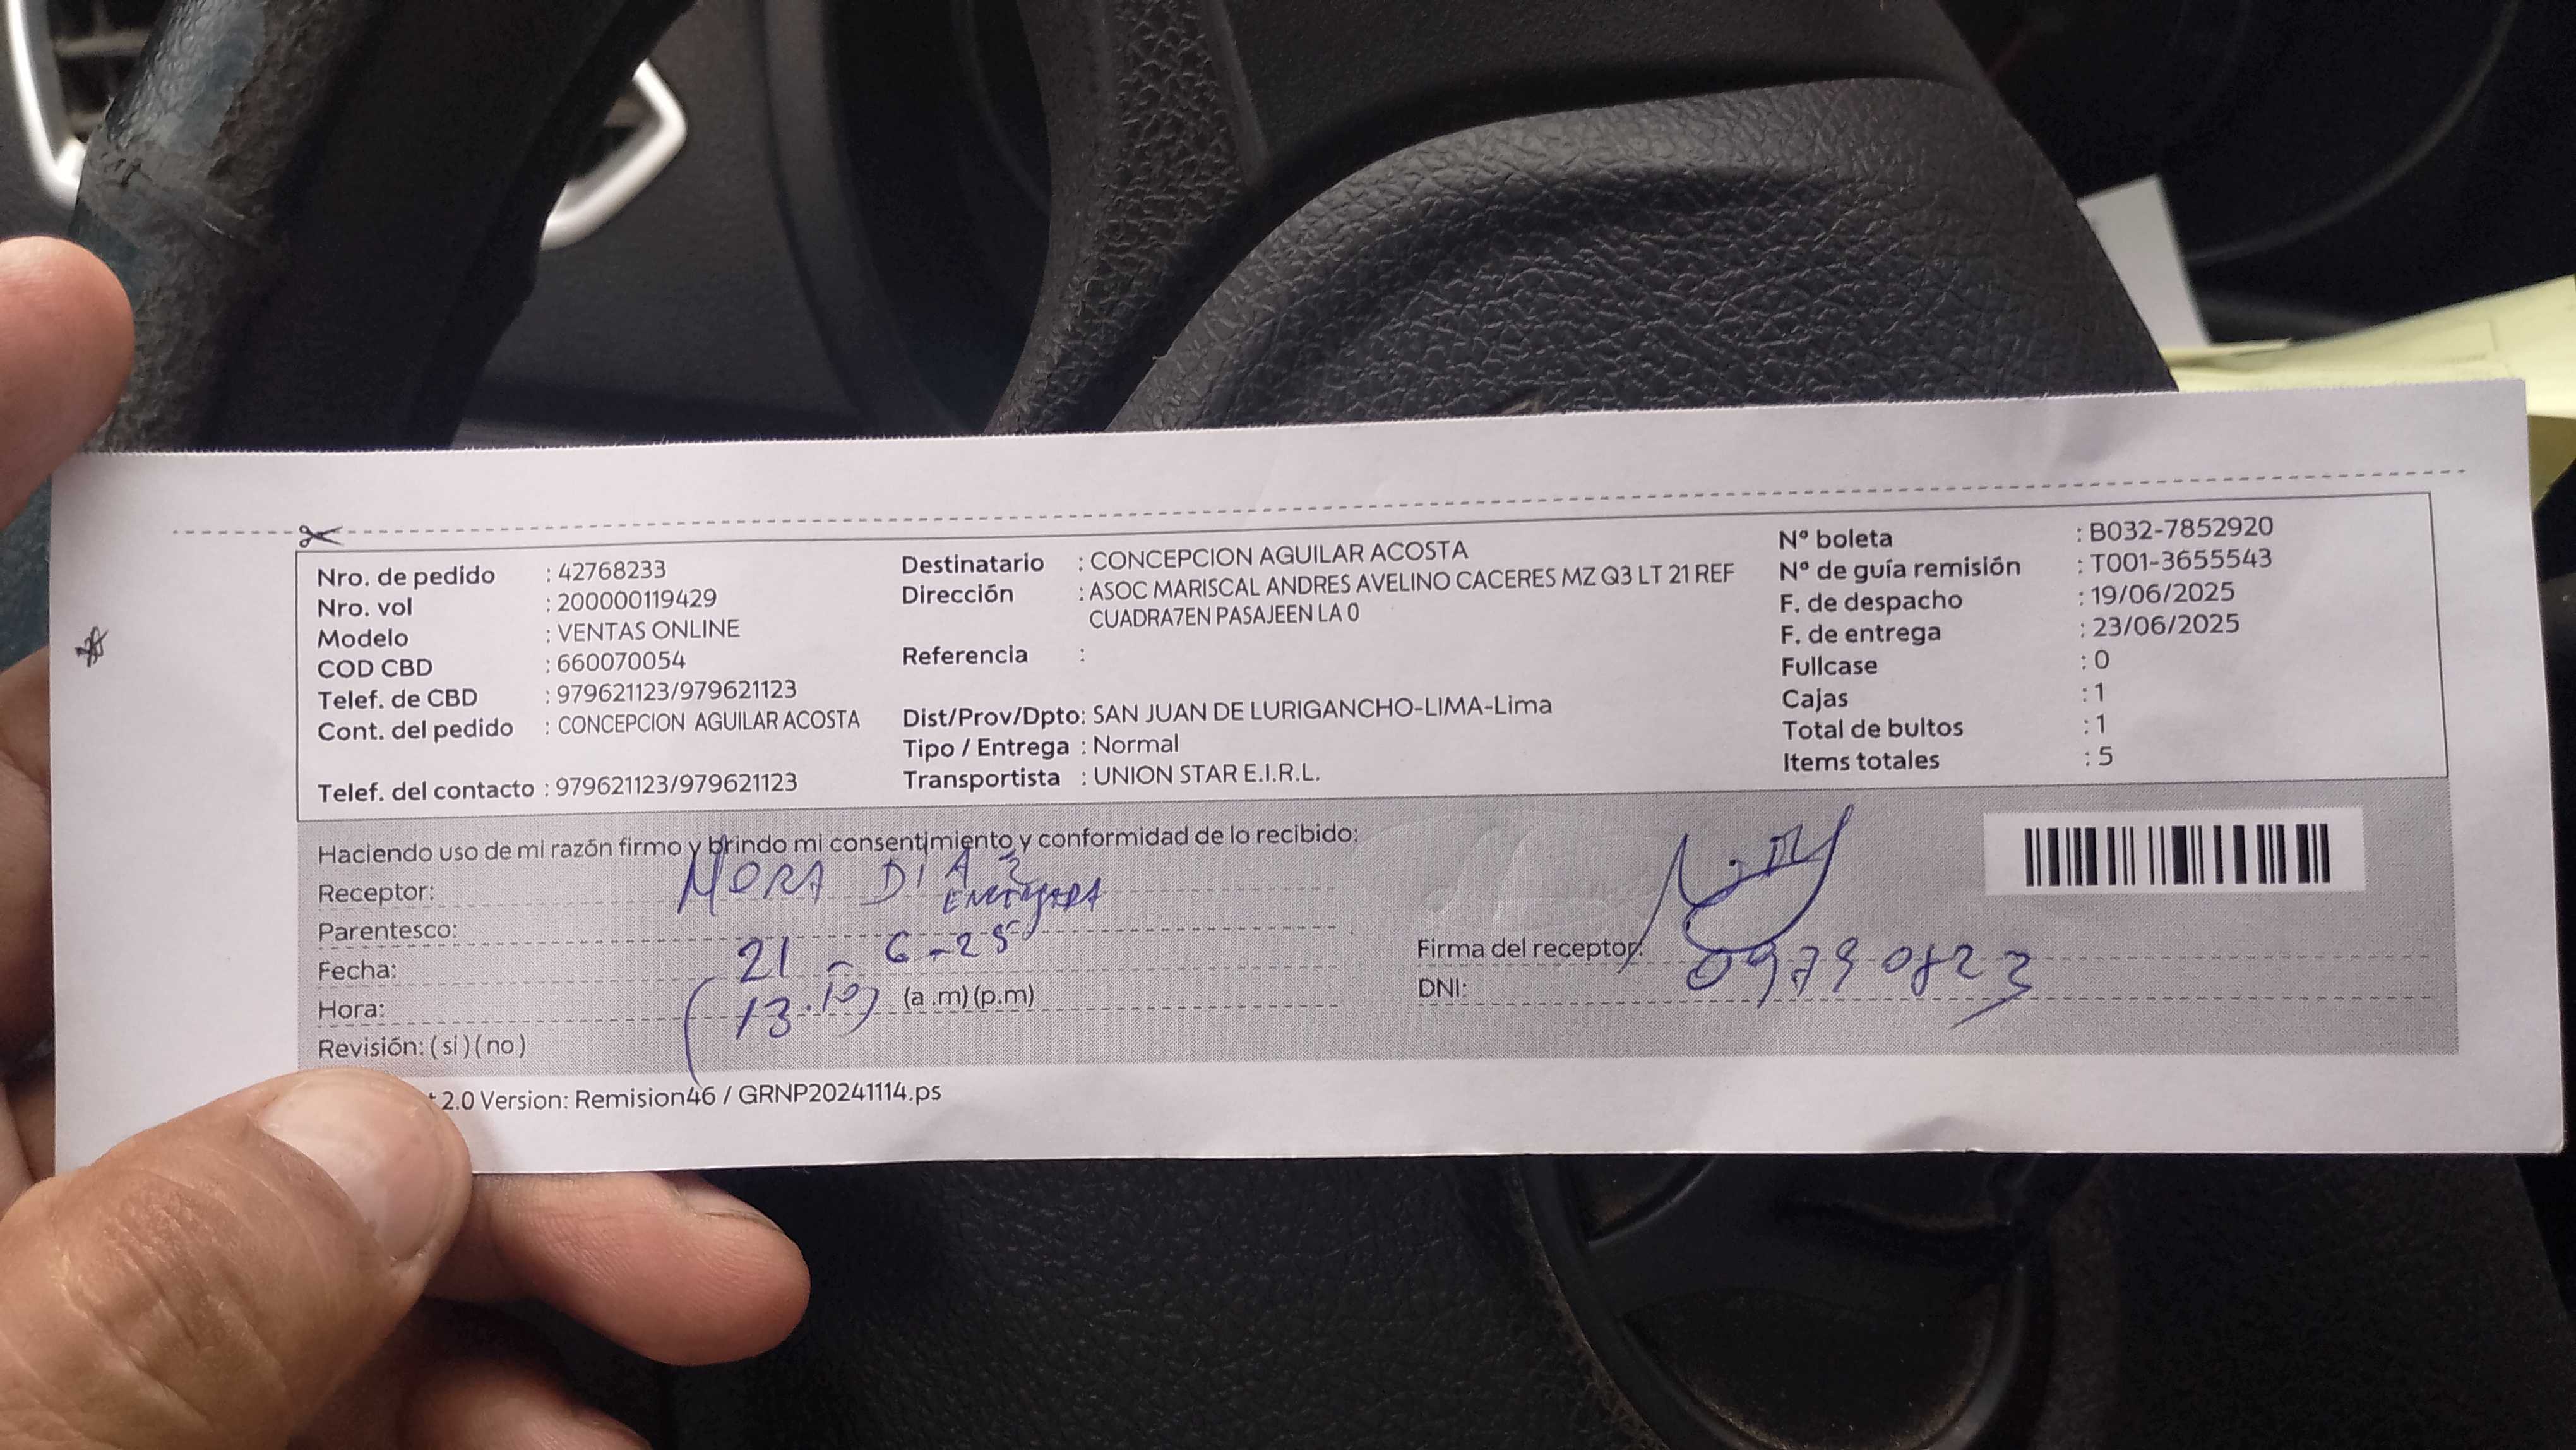 Nro. de pedido : 42768233
Nro. vol : 200000119429
Modelo : VENTAS ONLINE
COD CBD : 660070054
Telef. de CBD : 979621123/979621123
Cont. del pedido : CONCEPCION AGUILAR ACOSTA
Telef. del contacto : 979621123/979621123
Destinatario : CONCEPCION AGUILAR ACOSTA
Dirección : ASOC MARISCAL ANDRES AVELINO CACERES MZ Q3 LT 21 REF
CUADRA7EN PASAJEEN LA 0
Referencia :
Dist/Prov/Dpto: SAN JUAN DE LURIGANCHO-LIMA-Lima
Tipo / Entrega : Normal
Transportista : UNION STAR E.I.R.L.
Nº boleta : B032-7852920
Nº de guía remisión : T001-3655543
F. de despacho : 19/06/2025
F. de entrega : 23/06/2025
Fullcase : 0
Cajas : 1
Total de bultos : 1
Items totales : 5
Haciendo uso de mi razón firmo y brindo mi consentimiento y conformidad de lo recibido:
Receptor: NORA DIAZ
Parentesco:
Fecha: 21 - 6 - 25
Hora: (13.10) (a .m) (p.m)
Revisión: ( si ) ( no )
Firma del receptor:
DNI: 09790823
2.0 Version: Remision46 / GRNP20241114.ps